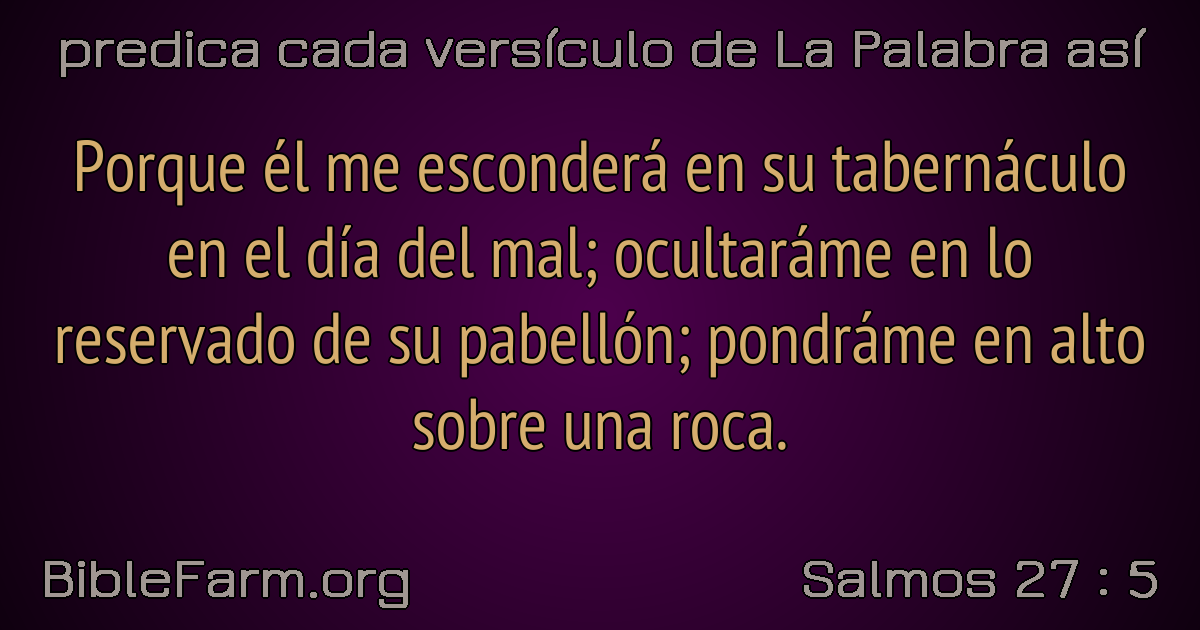 predica cada versículo de La Palabra así
Porque él me esconderá en su tabernáculo
en el día del mal; ocultaráme en lo
reservado de su pabellón; pondráme en alto
sobre una roca.
BibleFarm.org
Salmos 27 : 5